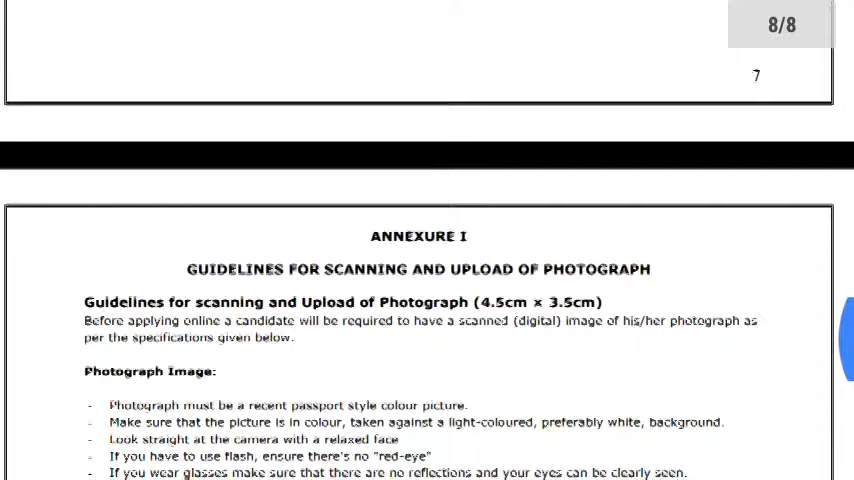 8/8
7
ANNEXURE I
GUIDELINES FOR SCANNING AND UPLOAD OF PHOTOGRAPH
Guidelines for scanning and Upload of Photograph (4.5cm × 3.5cm)
Before applying online a candidate will be required to have a scanned (digital) image of his/her photograph as
per the specifications given below.
Photograph Image:
- Photograph must be a recent passport style colour picture.
- Make sure that the picture is in colour, taken against a light-coloured, preferably white, background.
- Look straight at the camera with a relaxed face
- If you have to use flash, ensure there's no "red-eye"
- If you wear glasses make sure that there are no reflections and your eyes can be clearly seen.